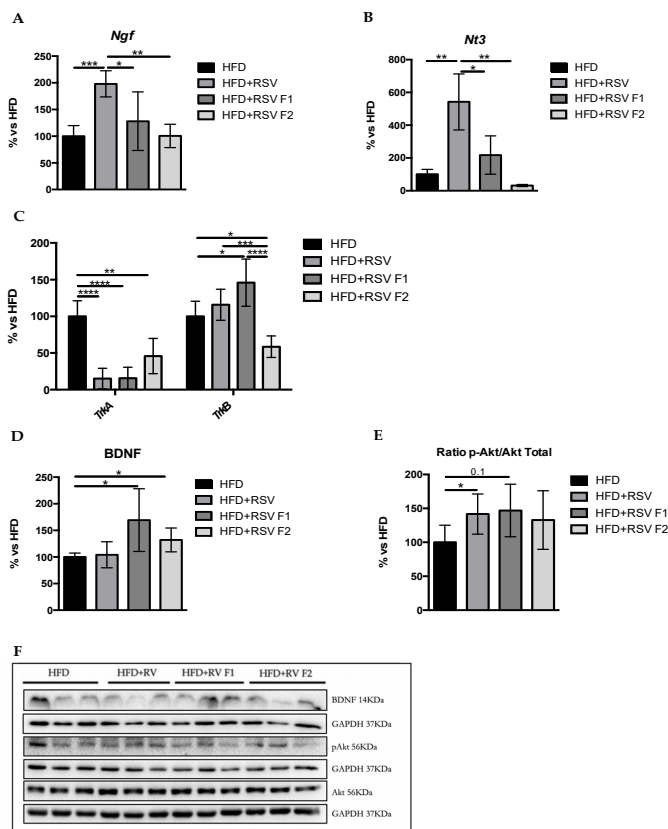 A
Ngf
% vs HFD
250
200
150
100
50
0
***
*
**
HFD
HFD+RSV
HFD+RSV F1
HFD+RSV F2
B
Nt3
% vs HFD
800
600
400
200
0
**
**
*
HFD
HFD+RSV
HFD+RSV F1
HFD+RSV F2
C
% vs HFD
200
150
100
50
0
**
****
****
*
***
*
****
TrkA
TrkB
HFD
HFD+RSV
HFD+RSV F1
HFD+RSV F2
D
BDNF
% vs HFD
250
200
150
100
50
0
*
*
HFD
HFD+RSV
HFD+RSV F1
HFD+RSV F2
E
Ratio p-Akt/Akt Total
% vs HFD
200
150
100
50
0
0.1
*
HFD
HFD+RSV
HFD+RSV F1
HFD+RSV F2
F
HFD HFD+RV HFD+RV F1 HFD+RV F2
BDNF 14KDa
GAPDH 37KDa
pAkt 56KDa
GAPDH 37KDa
Akt 56KDa
GAPDH 37KDa